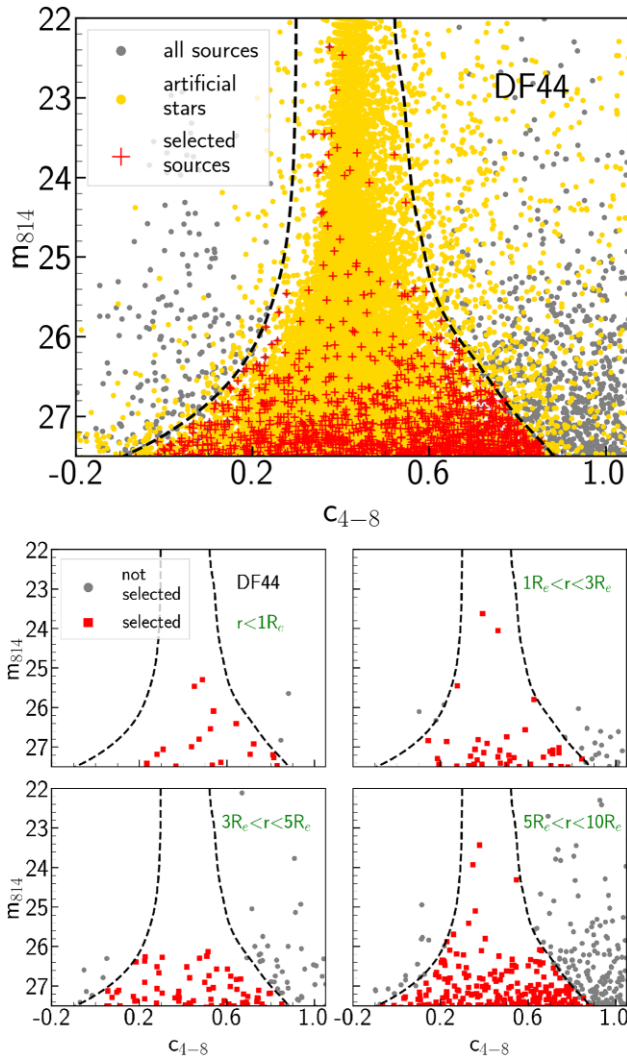 22
23
24
25
26
27
m814
all sources
artificial
stars
selected
sources
DF44
-0.2 0.2 0.6 1.0
c4−8
22
23
24
25
26
27
m814
not
selected
selected
DF44
r<1Re
1Re<r<3Re
22
23
24
25
26
27
m814
3Re<r<5Re
5Re<r<10Re
-0.2 0.2 0.6 1.0
-0.2 0.2 0.6 1.0
c4−8
c4−8